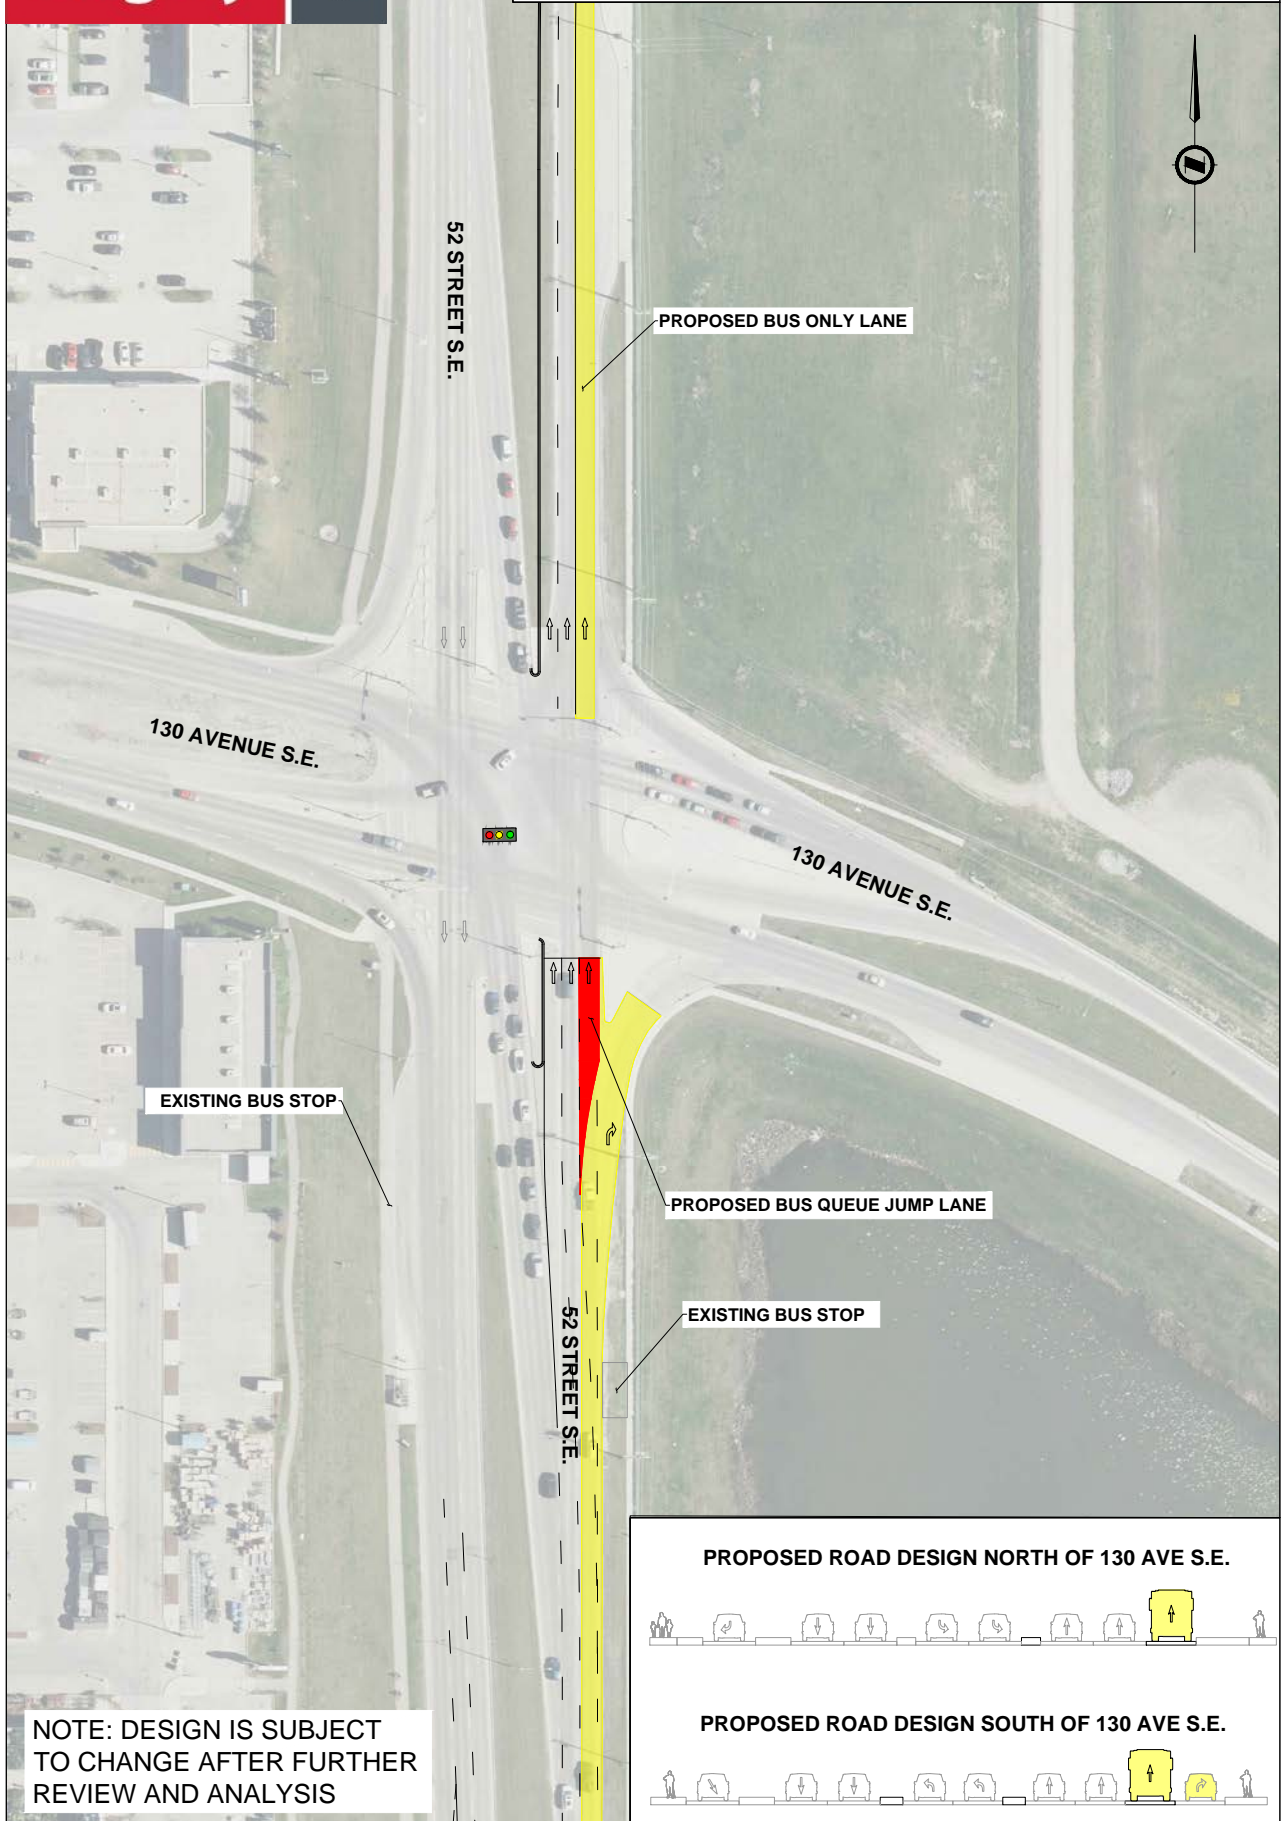 52 STREET S.E.
PROPOSED BUS ONLY LANE
130 AVENUE S.E.
130 AVENUE S.E.
EXISTING BUS STOP
PROPOSED BUS QUEUE JUMP LANE
EXISTING BUS STOP
52 STREET S.E.
PROPOSED ROAD DESIGN NORTH OF 130 AVE S.E.
PROPOSED ROAD DESIGN SOUTH OF 130 AVE S.E.
NOTE: DESIGN IS SUBJECT
TO CHANGE AFTER FURTHER
REVIEW AND ANALYSIS